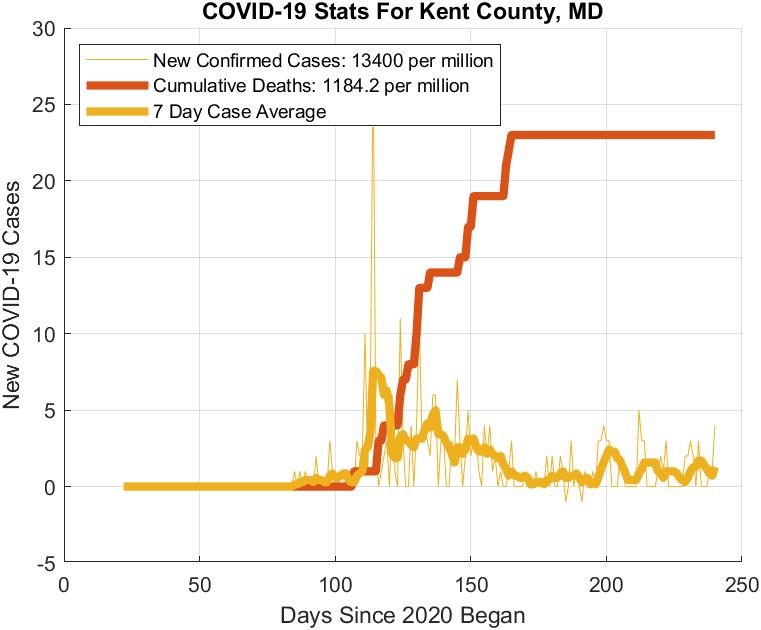 COVID-19 Stats For Kent County, MD
30
25
20
15
10
5
0
-5
New COVID-19 Cases
New Confirmed Cases: 13400 per million
Cumulative Deaths: 1184.2 per million
7 Day Case Average
0 50 100 150 200 250
Days Since 2020 Began